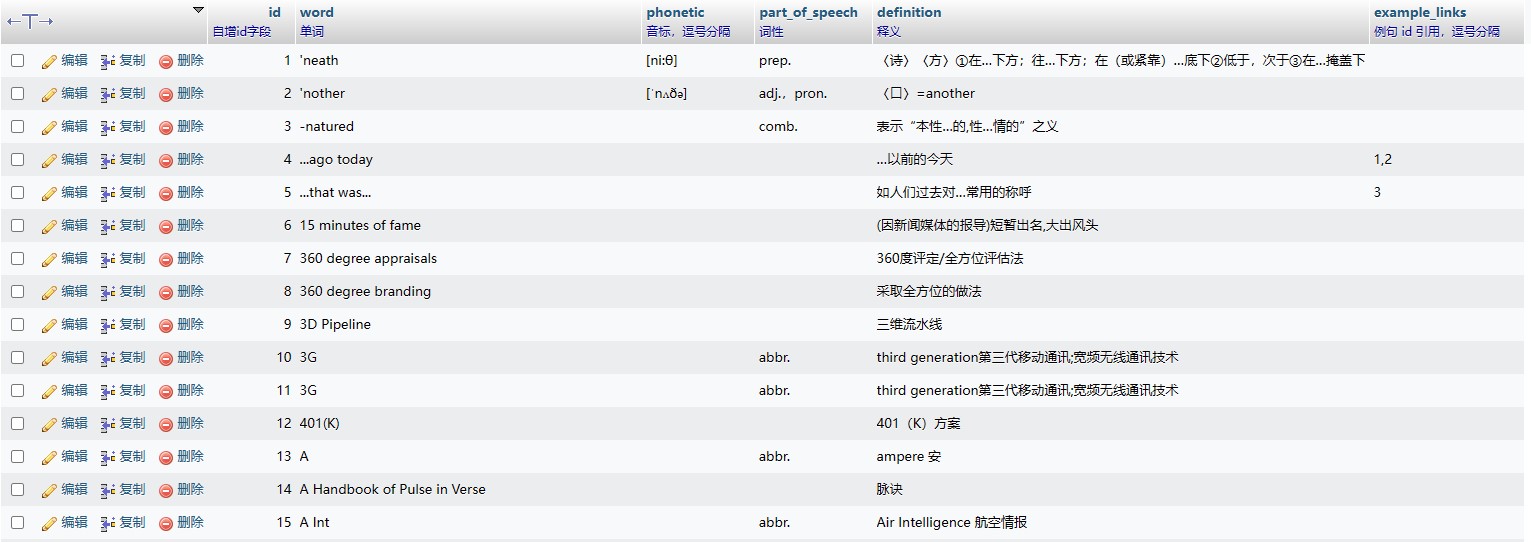 id word phonetic part_of_speech definition example_links
自增id字段 单词 音标，逗号分隔 词性 释义 例句 id 引用，逗号分隔
编辑 复制 删除 1 'neath [ni:θ] prep. 〈诗〉〈方〉①在…下方；往…下方；在（或紧靠）…底下②低于，次于③在…掩盖下
编辑 复制 删除 2 'nother [ˈnʌðə] adj.，pron. 〈口〉=another
编辑 复制 删除 3 -natured comb. 表示“本性…的,性…情的”之义
编辑 复制 删除 4 ...ago today …以前的今天 1,2
编辑 复制 删除 5 ...that was... 如人们过去对…常用的称呼 3
编辑 复制 删除 6 15 minutes of fame (因新闻媒体的报导)短暂出名,大出风头
编辑 复制 删除 7 360 degree appraisals 360度评定/全方位评估法
编辑 复制 删除 8 360 degree branding 采取全方位的做法
编辑 复制 删除 9 3D Pipeline 三维流水线
编辑 复制 删除 10 3G abbr. third generation第三代移动通讯;宽频无线通讯技术
编辑 复制 删除 11 3G abbr. third generation第三代移动通讯;宽频无线通讯技术
编辑 复制 删除 12 401(K) 401（K）方案
编辑 复制 删除 13 A abbr. ampere 安
编辑 复制 删除 14 A Handbook of Pulse in Verse 脉诀
编辑 复制 删除 15 A Int abbr. Air Intelligence 航空情报